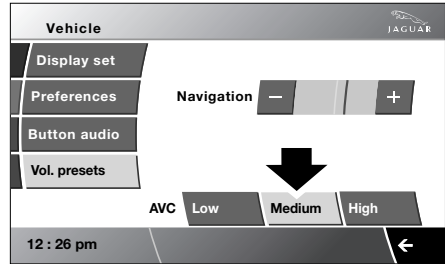 Vehicle
JAGUAR
Display set
Preferences
Navigation − +
Button audio
Vol. presets
AVC Low Medium High
12 : 26 pm